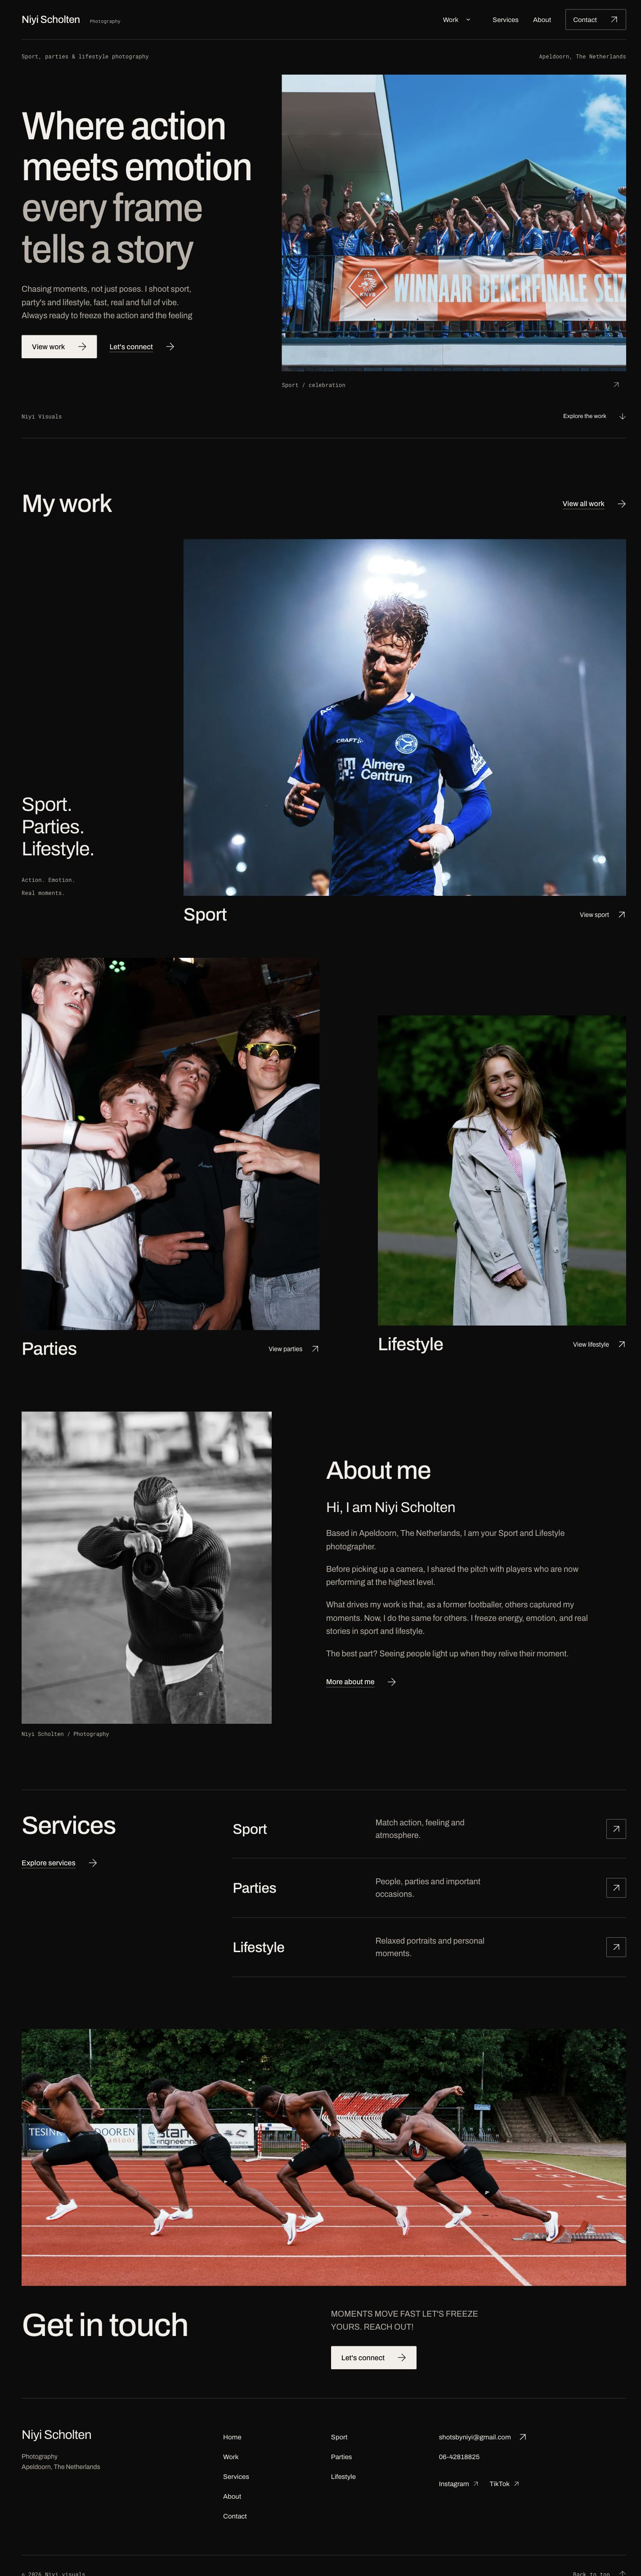 Niyi Scholten
Photography
Work
Services
About
Contact
Sport, parties & lifestyle photography
Apeldoorn, The Netherlands
Where action
meets emotion
every frame
tells a story
Chasing moments, not just poses. I shoot sport,
party's and lifestyle, fast, real and full of vibe.
Always ready to freeze the action and the feeling
View work
Let's connect
KNVB
WINNAAR BEKERFINALE SEIZ
Sport / celebration
Niyi Visuals
Explore the work
My work
View all work
CRAFT
Almere
Centrum
Sport.
Parties.
Lifestyle.
Action. Emotion.
Real moments.
Sport
View sport
Parties
View parties
Lifestyle
View lifestyle
About me
Hi, I am Niyi Scholten
Based in Apeldoorn, The Netherlands, I am your Sport and Lifestyle
photographer.
Before picking up a camera, I shared the pitch with players who are now
performing at the highest level.
What drives my work is that, as a former footballer, others captured my
moments. Now, I do the same for others. I freeze energy, emotion, and real
stories in sport and lifestyle.
The best part? Seeing people light up when they relive their moment.
More about me
Niyi Scholten / Photography
Services
Explore services
Sport
Match action, feeling and
atmosphere.
Parties
People, parties and important
occasions.
Lifestyle
Relaxed portraits and personal
moments.
TESINK
DOOREN
Get in touch
MOMENTS MOVE FAST LET'S FREEZE
YOURS. REACH OUT!
Let's connect
Niyi Scholten
Photography
Apeldoorn, The Netherlands
Home
Work
Services
About
Contact
Sport
Parties
Lifestyle
shotsbyniyi@gmail.com
06-42818825
Instagram
TikTok
© 2026 Niyi visuals
Back to top